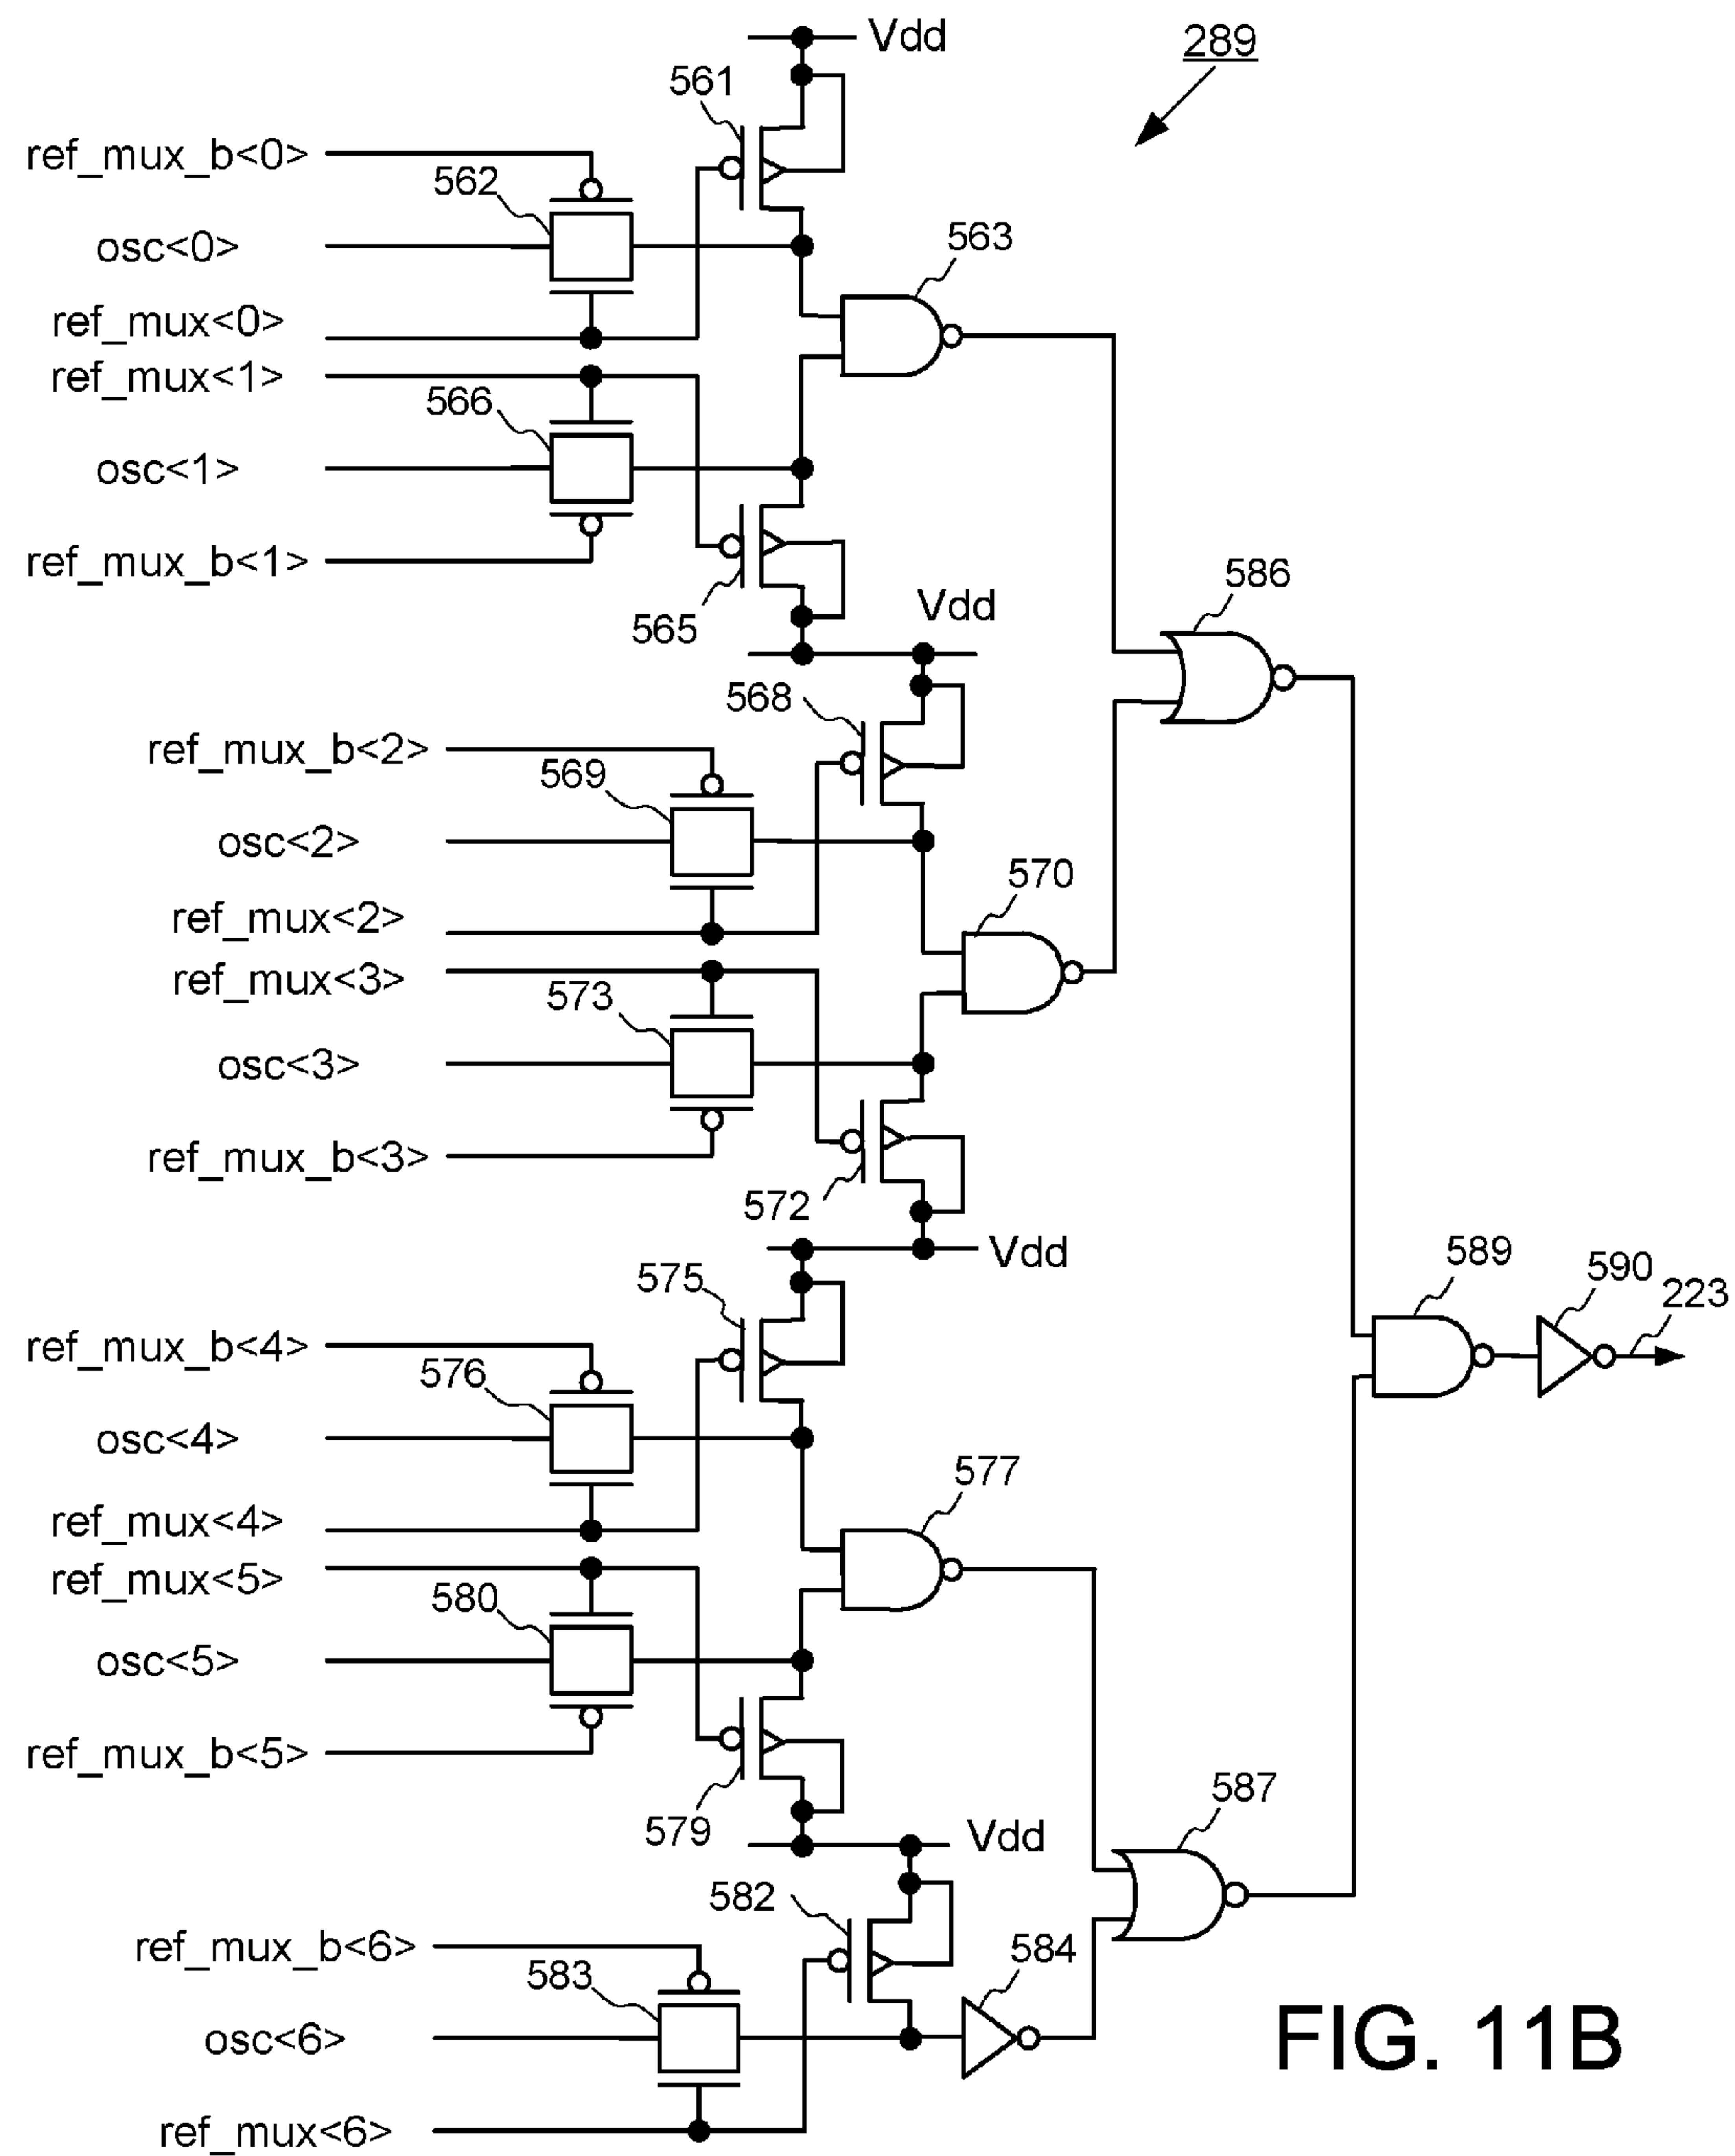 Vdd
289
561
ref_mux_b<0>
562
osc<0>
563
ref_mux<0>
ref_mux<1>
566
osc<1>
ref_mux_b<1>
565
Vdd
586
568
ref_mux_b<2>
569
osc<2>
570
ref_mux<2>
ref_mux<3>
573
osc<3>
ref_mux_b<3>
572
Vdd
589
590
223
575
ref_mux_b<4>
576
osc<4>
577
ref_mux<4>
ref_mux<5>
580
osc<5>
ref_mux_b<5>
579
587
Vdd
582
ref_mux_b<6>
584
583
osc<6>
ref_mux<6>
FIG. 11B